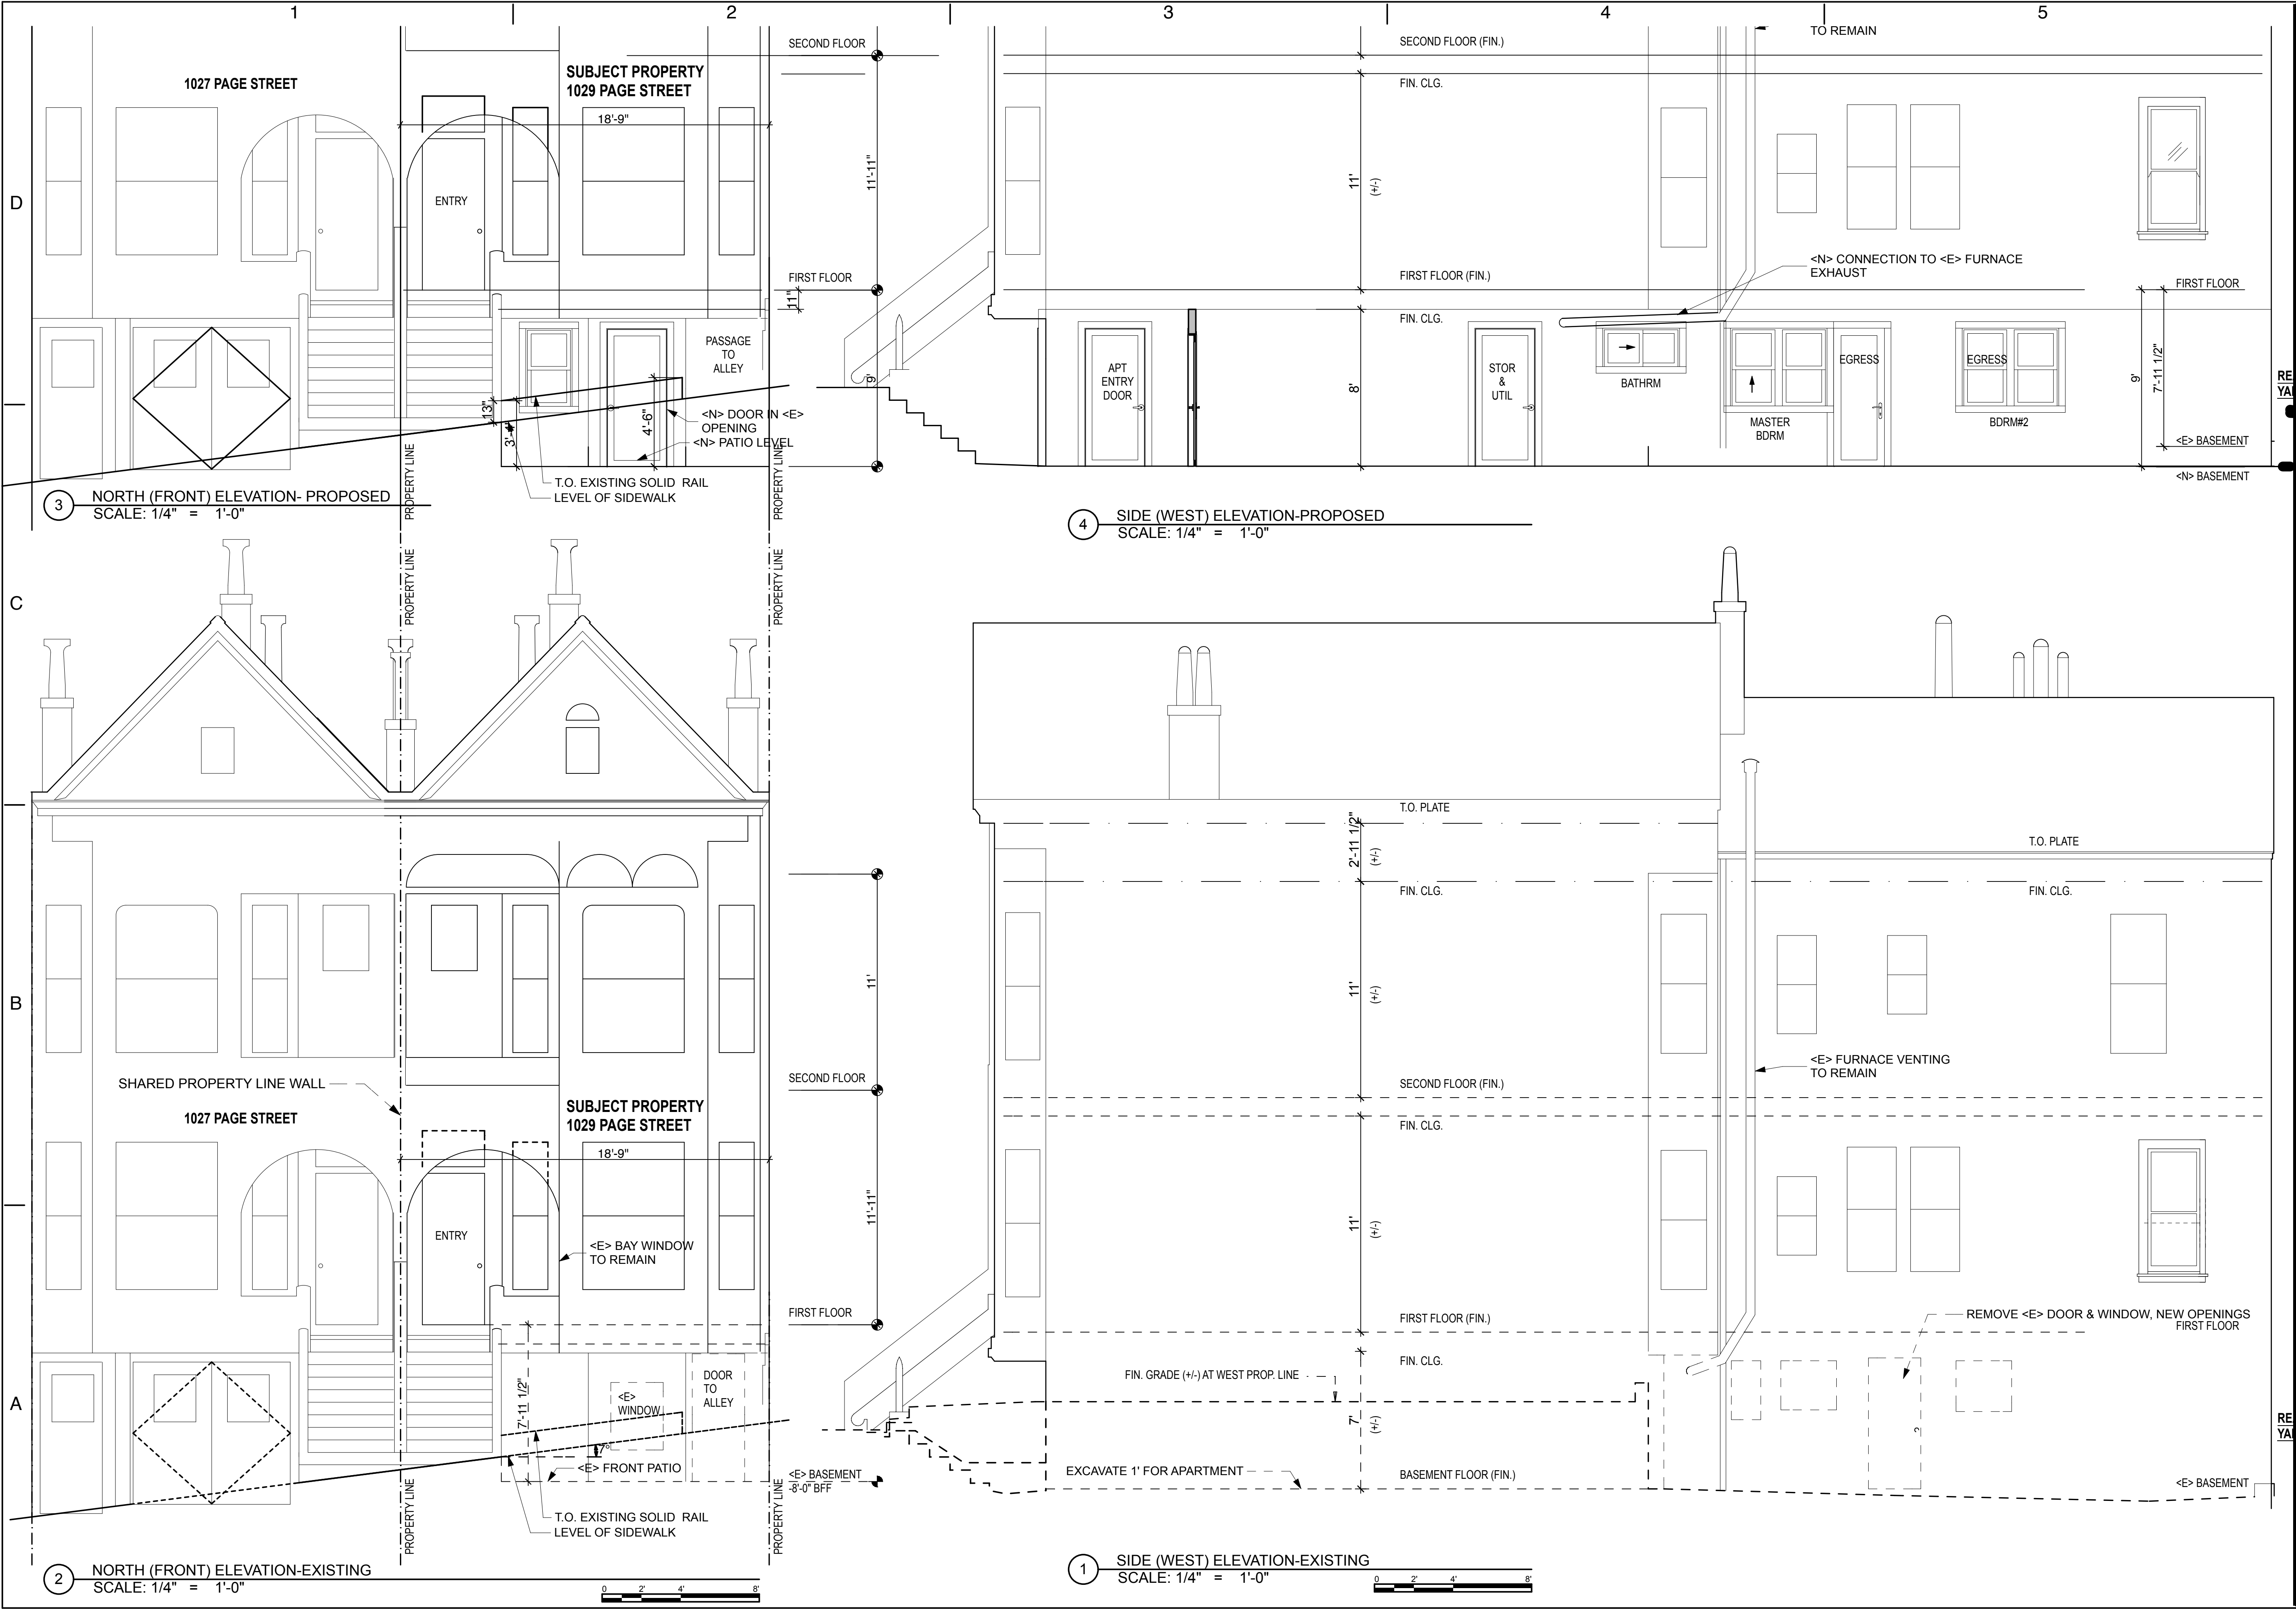 1
2
3
4
5
D
C
B
A
1027 PAGE STREET
SUBJECT PROPERTY
1029 PAGE STREET
18'-9"
ENTRY
PASSAGE
TO
ALLEY
13"
3'-4"
4'-6"
<N> DOOR IN <E>
OPENING
<N> PATIO LEVEL
T.O. EXISTING SOLID RAIL
LEVEL OF SIDEWALK
PROPERTY LINE
PROPERTY LINE
3
NORTH (FRONT) ELEVATION- PROPOSED
SCALE: 1/4" = 1'-0"
SECOND FLOOR
11'-11"
FIRST FLOOR
11"
9'
SECOND FLOOR (FIN.)
FIN. CLG.
11'
(+/-)
FIRST FLOOR (FIN.)
FIN. CLG.
8'
TO REMAIN
<N> CONNECTION TO <E> FURNACE
EXHAUST
FIRST FLOOR
APT
ENTRY
DOOR
STOR
&
UTIL
BATHRM
MASTER
BDRM
EGRESS
EGRESS
BDRM#2
9'
7'-11 1/2"
<E> BASEMENT
<N> BASEMENT
RE
YA
4
SIDE (WEST) ELEVATION-PROPOSED
SCALE: 1/4" = 1'-0"
PROPERTY LINE
PROPERTY LINE
SHARED PROPERTY LINE WALL
1027 PAGE STREET
SUBJECT PROPERTY
1029 PAGE STREET
18'-9"
ENTRY
<E> BAY WINDOW
TO REMAIN
7'-11 1/2"
<E>
WINDOW
DOOR
TO
ALLEY
7°
<E> FRONT PATIO
T.O. EXISTING SOLID RAIL
LEVEL OF SIDEWALK
PROPERTY LINE
PROPERTY LINE
2
NORTH (FRONT) ELEVATION-EXISTING
SCALE: 1/4" = 1'-0"
0 2' 4' 8'
11'
SECOND FLOOR
11'-11"
FIRST FLOOR
<E> BASEMENT
-8'-0" BFF
T.O. PLATE
2'-11 1/2"
(+/-)
FIN. CLG.
T.O. PLATE
FIN. CLG.
11'
(+/-)
<E> FURNACE VENTING
TO REMAIN
SECOND FLOOR (FIN.)
FIN. CLG.
11'
(+/-)
FIRST FLOOR (FIN.)
REMOVE <E> DOOR & WINDOW, NEW OPENINGS
FIRST FLOOR
FIN. CLG.
FIN. GRADE (+/-) AT WEST PROP. LINE
7'
(+/-)
EXCAVATE 1' FOR APARTMENT
BASEMENT FLOOR (FIN.)
<E> BASEMENT
RE
YA
1
SIDE (WEST) ELEVATION-EXISTING
SCALE: 1/4" = 1'-0"
0 2' 4' 8'